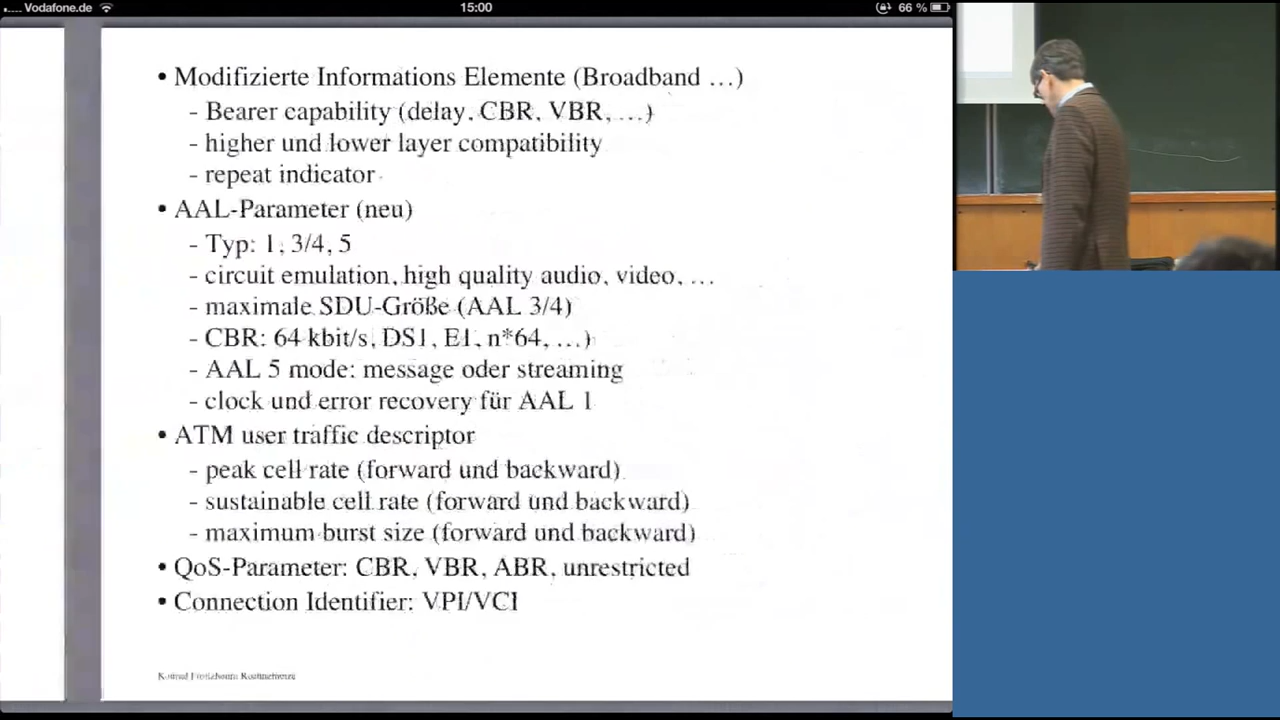 Vodafone.de
15:00
66 %
• Modifizierte Informations Elemente (Broadband …)
- Bearer capability (delay, CBR, VBR, …)
- higher und lower layer compatibility
- repeat indicator
• AAL-Parameter (neu)
- Typ: 1, 3/4, 5
- circuit emulation, high quality audio, video, …
- maximale SDU-Größe (AAL 3/4)
- CBR: 64 kbit/s, DS1, E1, n*64, …)
- AAL 5 mode: message oder streaming
- clock und error recovery für AAL 1
• ATM user traffic descriptor
- peak cell rate (forward und backward)
- sustainable cell rate (forward und backward)
- maximum burst size (forward und backward)
• QoS-Parameter: CBR, VBR, ABR, unrestricted
• Connection Identifier: VPI/VCI